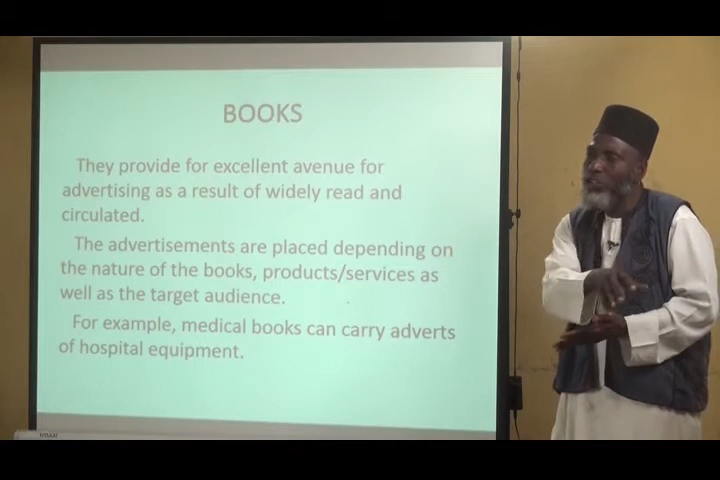 BOOKS
They provide for excellent avenue for
advertising as a result of widely read and
circulated.
The advertisements are placed depending on
the nature of the books, products/services as
well as the target audience.
For example, medical books can carry adverts
of hospital equipment.